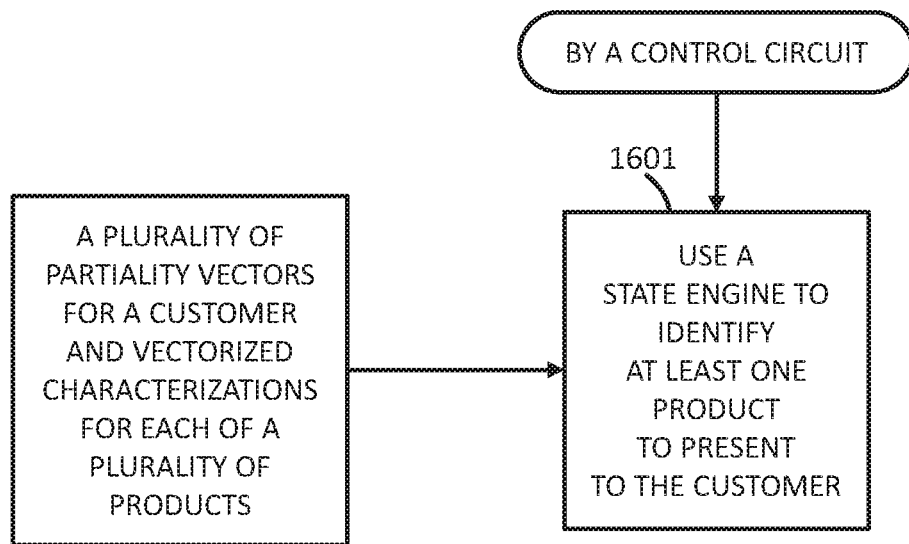 BY A CONTROL CIRCUIT
1601
A PLURALITY OF
PARTIALITY VECTORS
FOR A CUSTOMER
AND VECTORIZED
CHARACTERIZATIONS
FOR EACH OF A
PLURALITY OF
PRODUCTS
USE A
STATE ENGINE TO
IDENTIFY
AT LEAST ONE
PRODUCT
TO PRESENT
TO THE CUSTOMER